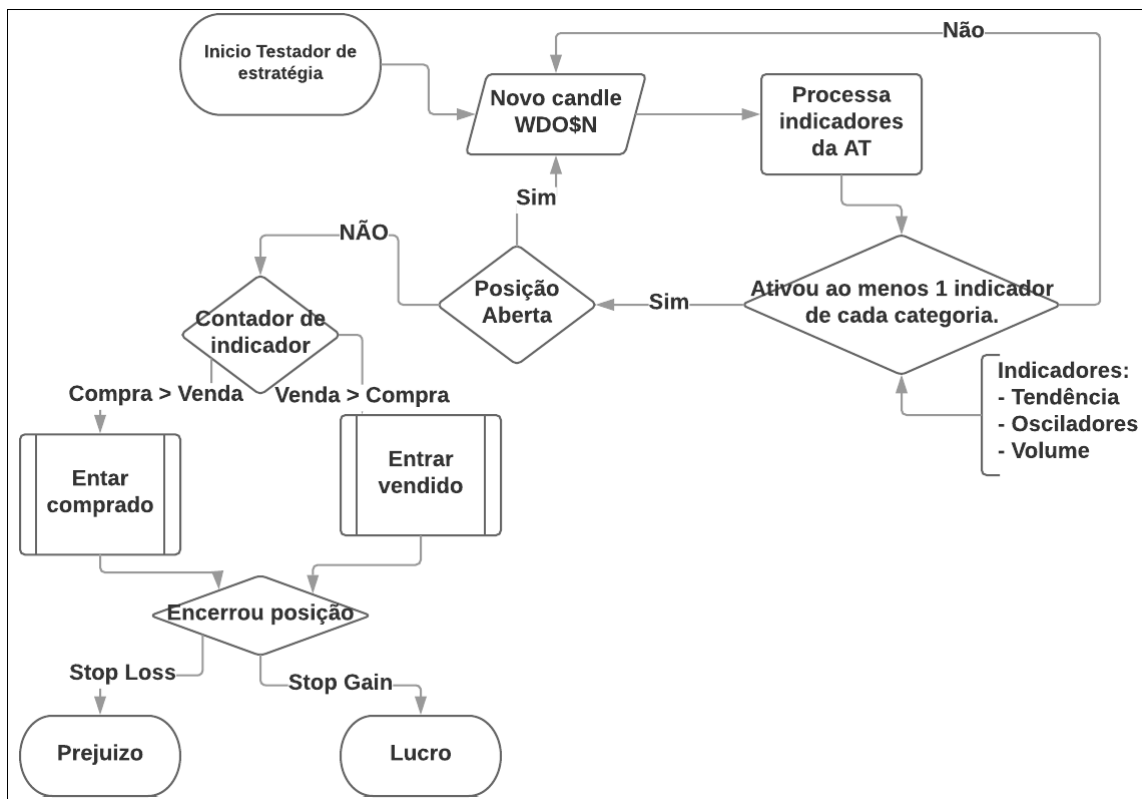 Inicio Testador de
estratégia
Não
Novo candle
WDO$N
Processa
indicadores
da AT
Sim
NÃO
Posição
Aberta
Sim
Ativou ao menos 1 indicador
de cada categoria.
Contador de
indicador
Indicadores:
- Tendência
- Osciladores
- Volume
Compra > Venda
Venda > Compra
Entar
comprado
Entrar
vendido
Encerrou posição
Stop Loss
Stop Gain
Prejuizo
Lucro